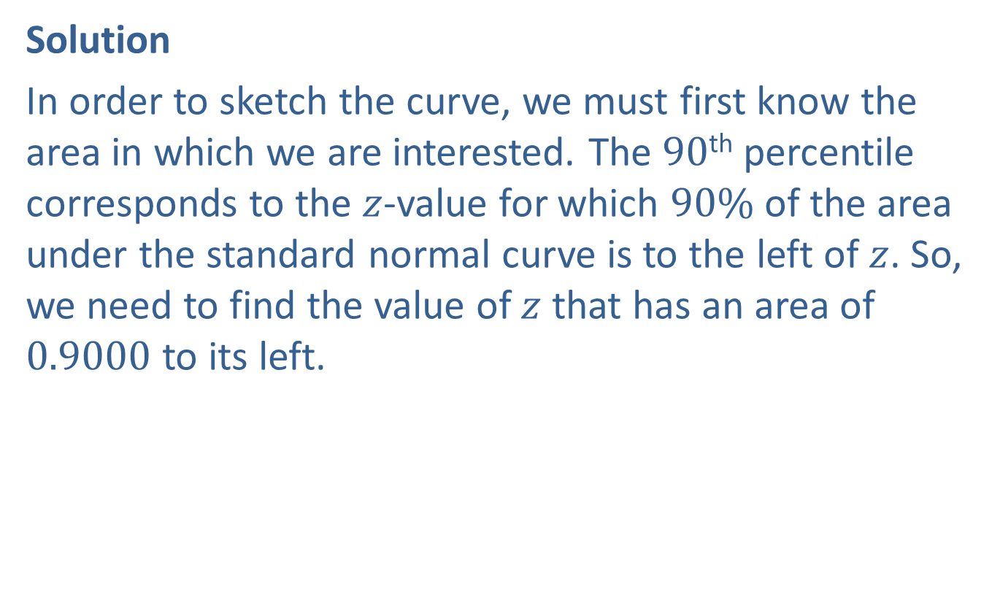 Solution
In order to sketch the curve, we must first know the
area in which we are interested. The 90th percentile
corresponds to the z-value for which 90% of the area
under the standard normal curve is to the left of z. So,
we need to find the value of z that has an area of
0.9000 to its left.